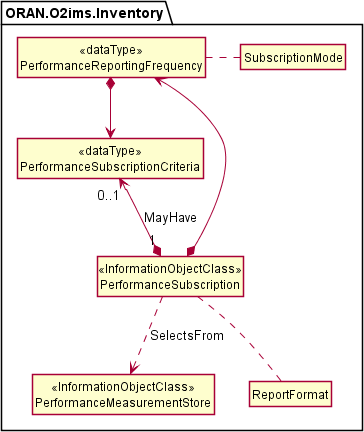 ORAN.O2ims.Inventory
«dataType»
PerformanceReportingFrequency
SubscriptionMode
«dataType»
PerformanceSubscriptionCriteria
0..1
MayHave
1
«InformationObjectClass»
PerformanceSubscription
SelectsFrom
«InformationObjectClass»
PerformanceMeasurementStore
ReportFormat